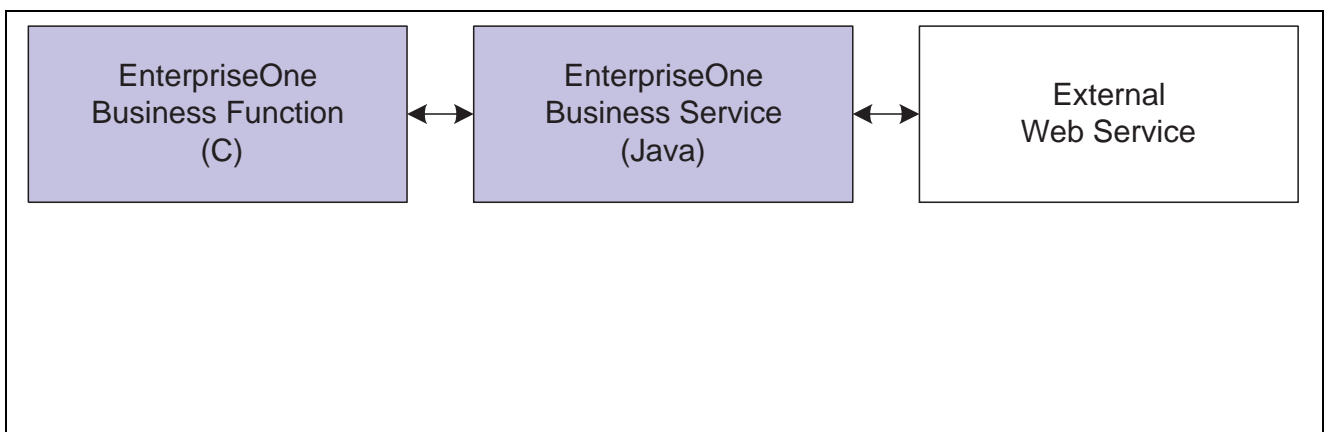 EnterpriseOne
Business Function
(C)
EnterpriseOne
Business Service
(Java)
External
Web Service